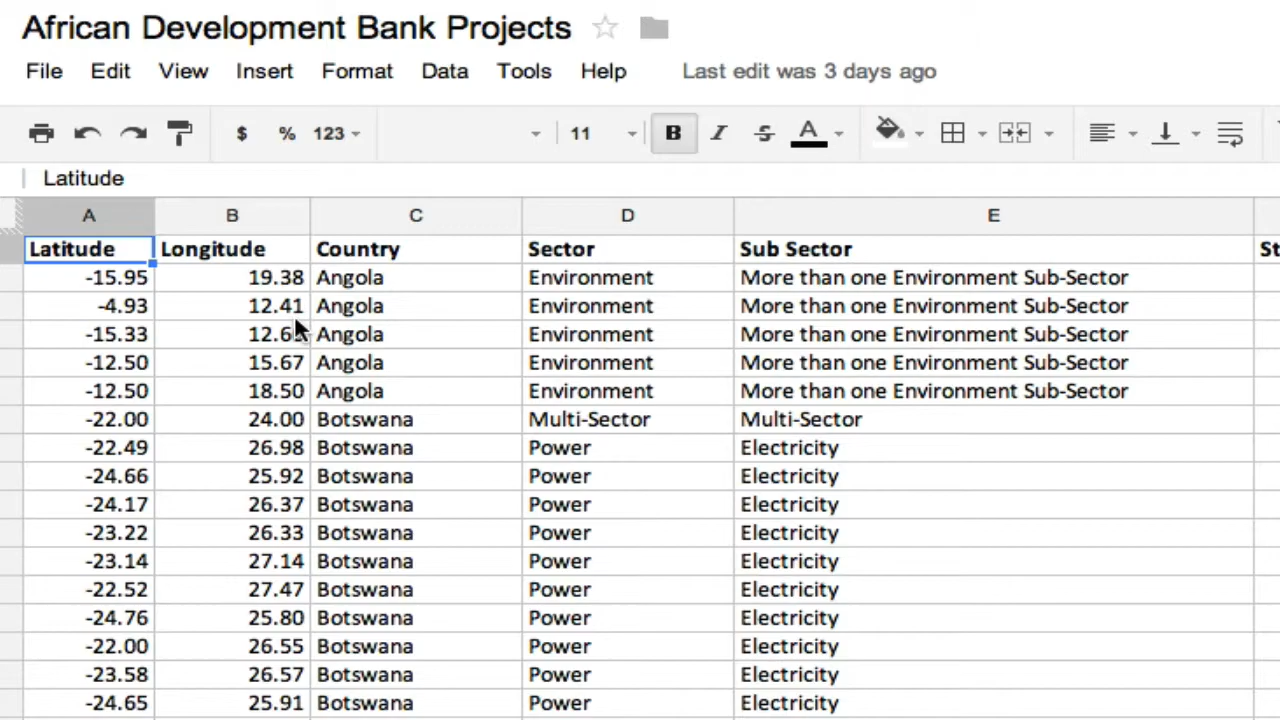 African Development Bank Projects
File Edit View Insert Format Data Tools Help Last edit was 3 days ago
$ % 123 11 B I S A
Latitude
A B C D E
Latitude Longitude Country Sector Sub Sector St
-15.95 19.38 Angola Environment More than one Environment Sub-Sector
-4.93 12.41 Angola Environment More than one Environment Sub-Sector
-15.33 Angola Environment More than one Environment Sub-Sector
-12.50 15.67 Angola Environment More than one Environment Sub-Sector
-12.50 18.50 Angola Environment More than one Environment Sub-Sector
-22.00 24.00 Botswana Multi-Sector Multi-Sector
-22.49 26.98 Botswana Power Electricity
-24.66 25.92 Botswana Power Electricity
-24.17 26.37 Botswana Power Electricity
-23.22 26.33 Botswana Power Electricity
-23.14 27.14 Botswana Power Electricity
-22.52 27.47 Botswana Power Electricity
-24.76 25.80 Botswana Power Electricity
-22.00 26.55 Botswana Power Electricity
-23.58 26.57 Botswana Power Electricity
-24.65 25.91 Botswana Power Electricity